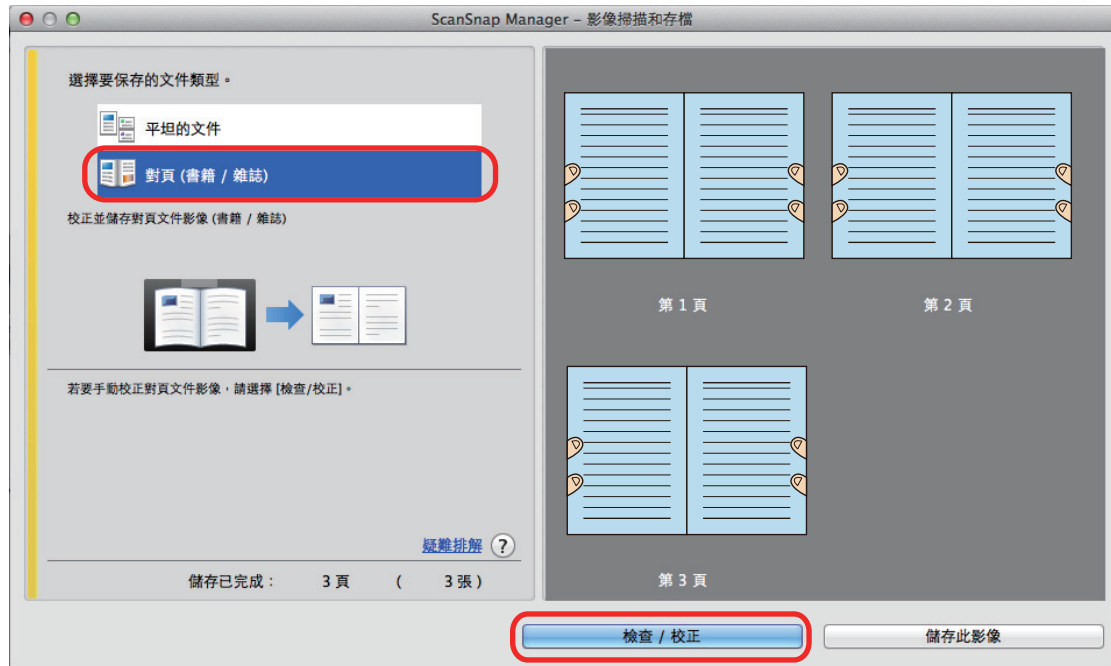 ScanSnap Manager – 影像掃描和存檔
選擇要保存的文件類型。
平坦的文件
對頁 (書籍 / 雜誌)
校正並儲存對頁文件影像 (書籍 / 雜誌)
若要手動校正對頁文件影像，請選擇 [檢查/校正]。
疑難排解 ?
儲存已完成： 3 頁 ( 3 張 )
第 1 頁
第 2 頁
第 3 頁
檢查 / 校正
儲存此影像